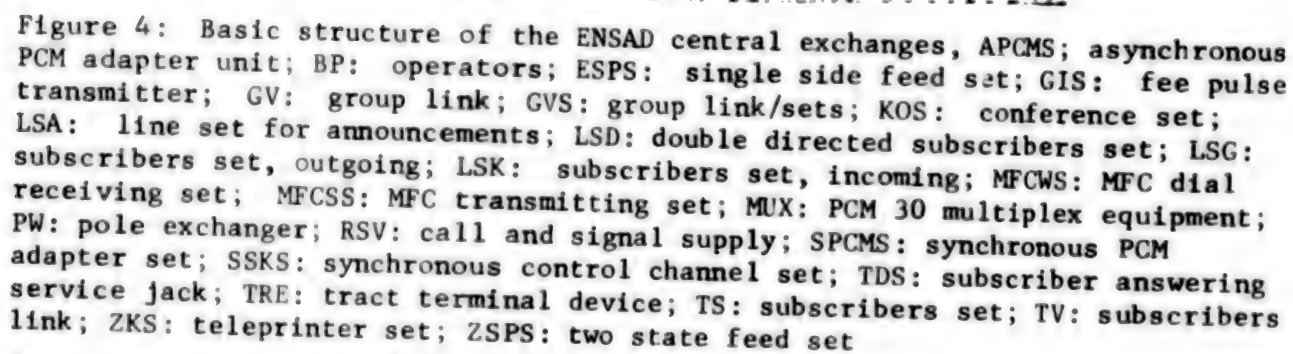 Figure 4: Basic structure of the ENSAD central exchanges, APCMS; asynchronous
PCM adapter unit; BP: operators; ESPS: single side feed set; GIS: fee pulse
transmitter; GV: group link; GVS: group link/sets; KOS: conference set;
LSA: line set for announcements; LSD: double directed subscribers set; LSG:
subscribers set, outgoing; LSK: subscribers set, incoming; MFCWS: MFC dial
receiving set; MFCSS: MFC transmitting set; MUX: PCM 30 multiplex equipment;
PW: pole exchanger; RSV: call and signal supply; SPCMS: synchronous PCM
adapter set; SSKS: synchronous control channel set; TDS: subscriber answering
service jack; TRE: tract terminal device; TS: subscribers set; TV: subscribers
link; ZKS: teleprinter set; ZSPS: two state feed set